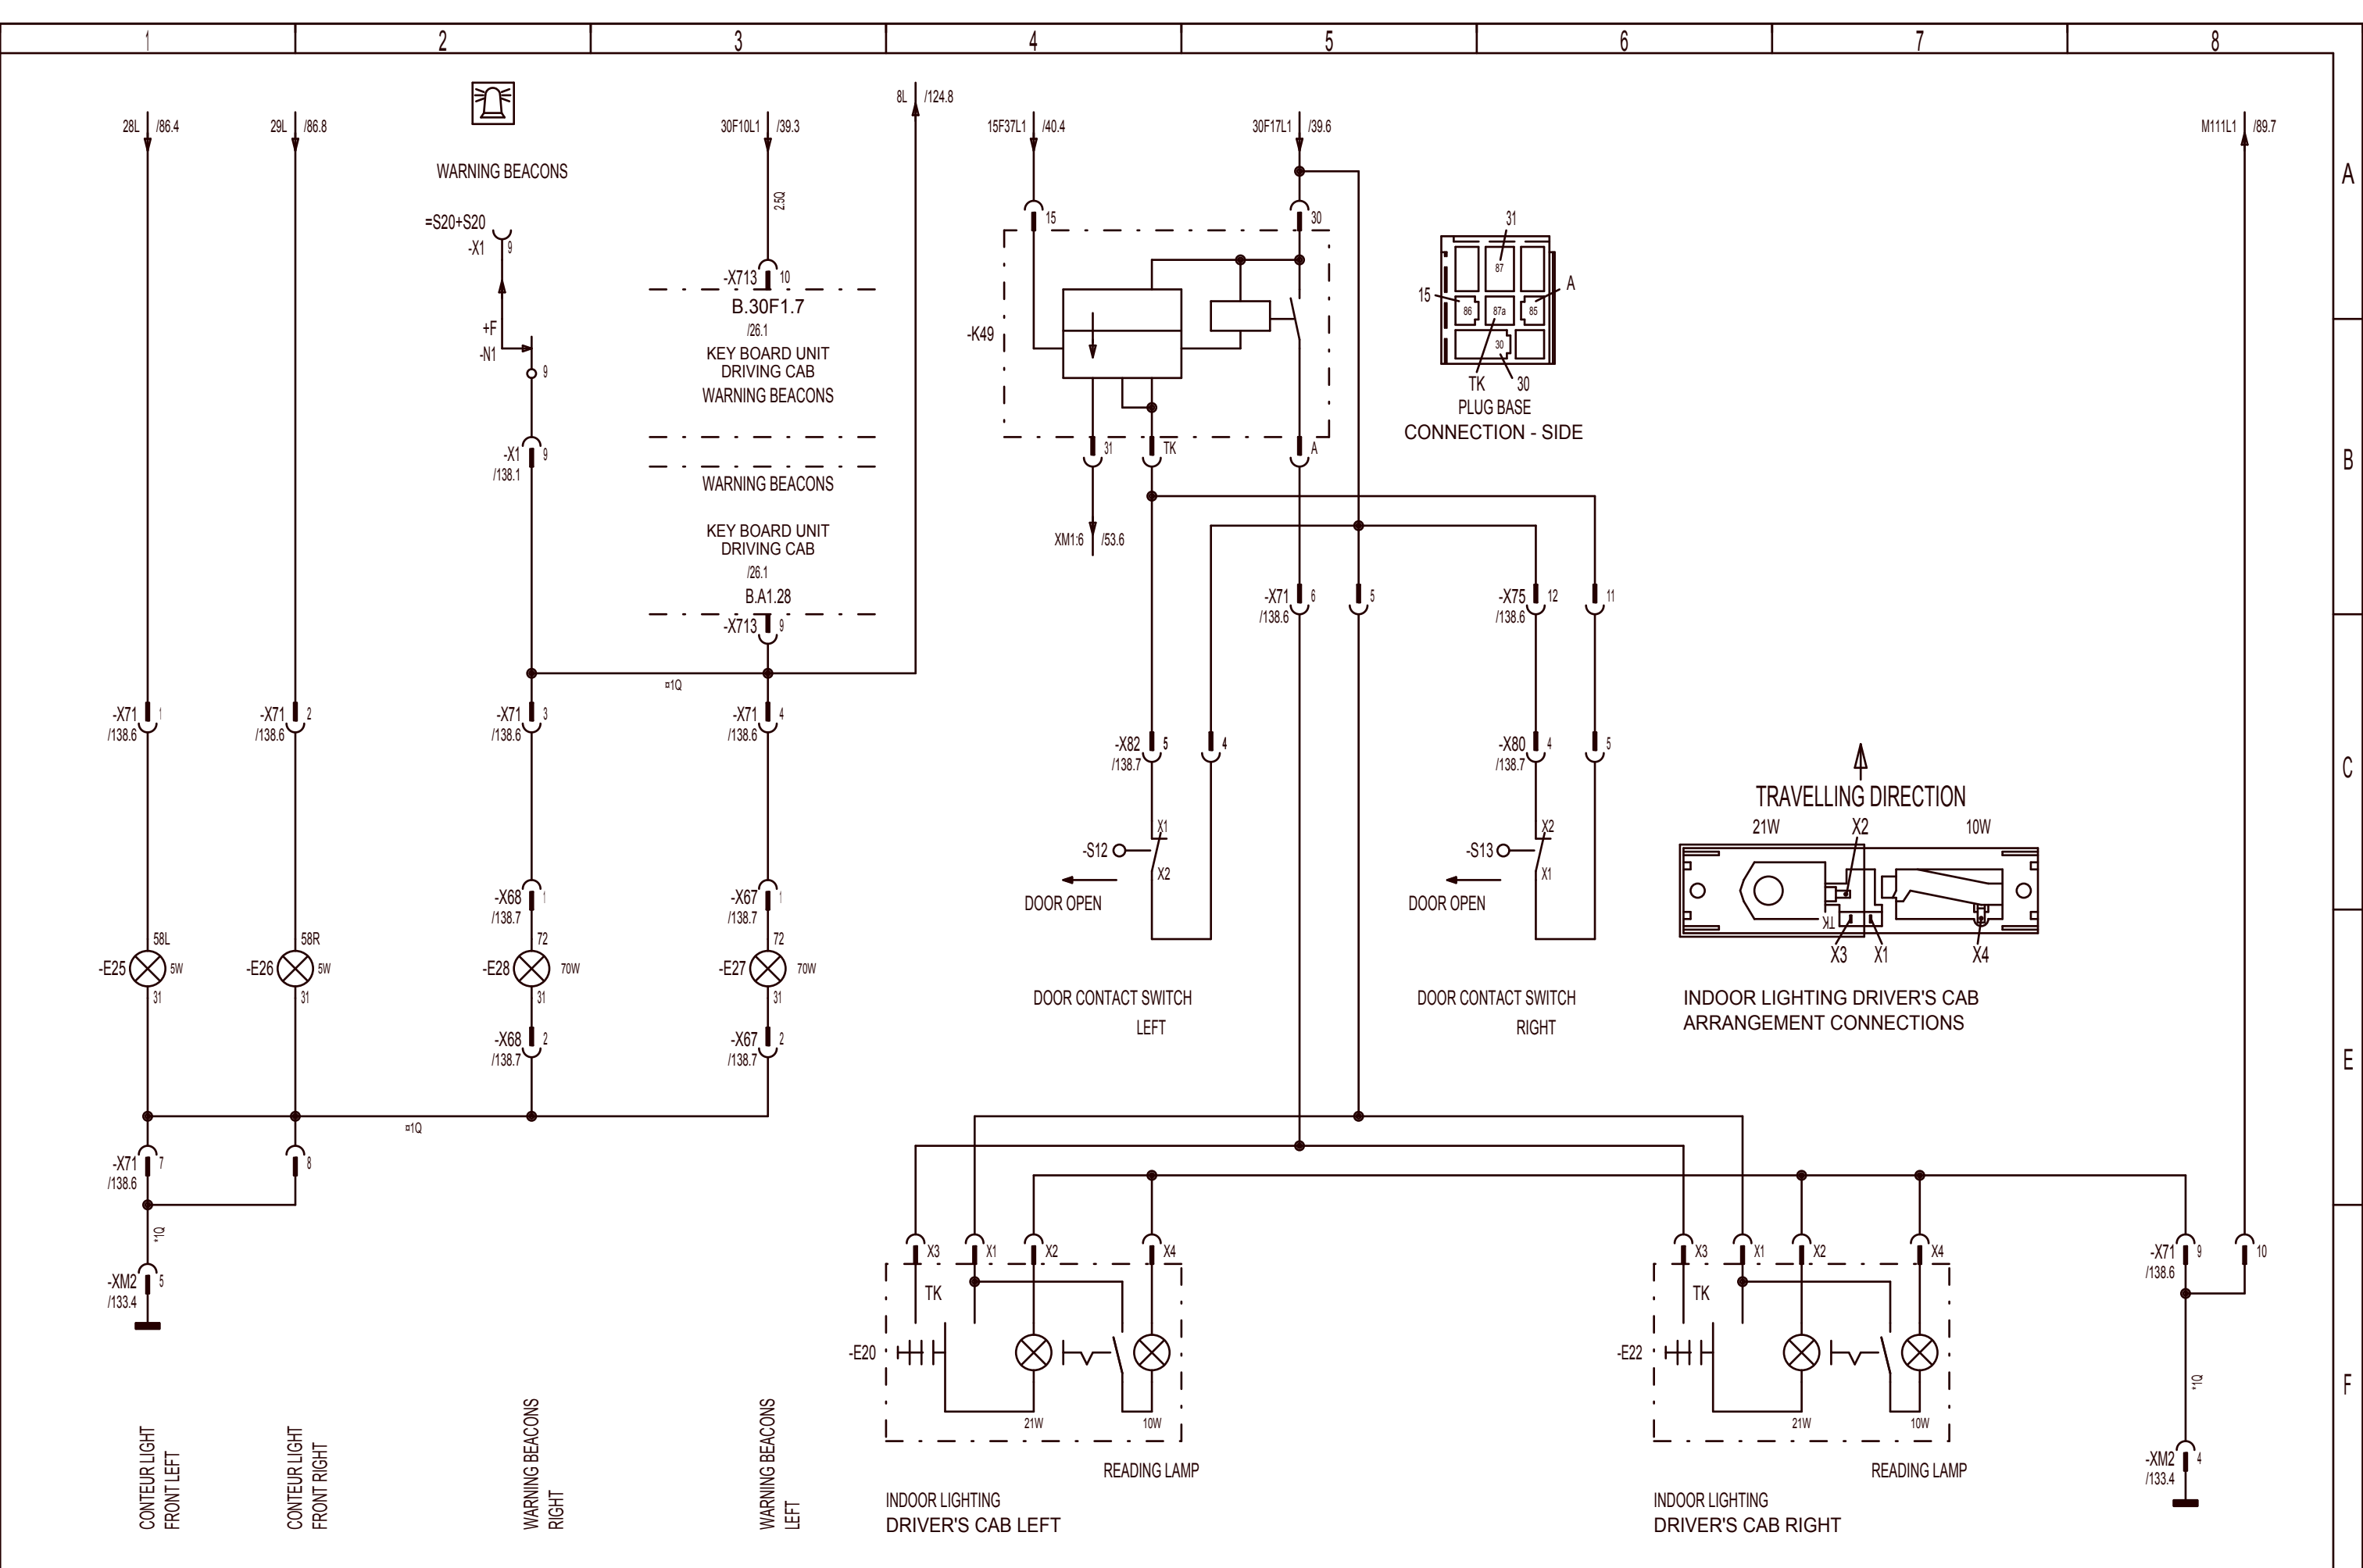 1
2
3
4
5
6
7
8
28L /86.4
29L /86.8
WARNING BEACONS
30F10L1 /39.3
8L /124.8
15F37L1 /40.4
30F17L1 /39.6
M111L1 /89.7
A
B
C
E
F
=S20+S20
-X1 9
+F
-N1
9
-X1 9
/138.1
2.5Q
-X713 10
B.30F1.7
/26.1
KEY BOARD UNIT
DRIVING CAB
WARNING BEACONS
WARNING BEACONS
KEY BOARD UNIT
DRIVING CAB
/26.1
B.A1.28
-X713 9
¤1Q
15
30
-K49
31
TK
A
XM1:6 /53.6
31
87
15
A
86
87a
85
30
TK
30
PLUG BASE
CONNECTION - SIDE
-X71 1
/138.6
-X71 2
/138.6
-X71 3
/138.6
-X71 4
/138.6
-X71 6
/138.6
5
-X75 12
/138.6
11
-X82 5
/138.7
4
-X80 4
/138.7
5
X1
-S12
X2
DOOR OPEN
X2
-S13
X1
DOOR OPEN
TRAVELLING DIRECTION
21W
X2
10W
TK
X3
X1
X4
INDOOR LIGHTING DRIVER'S CAB
ARRANGEMENT CONNECTIONS
-X68 1
/138.7
-X67 1
/138.7
58L
-E25 5W
31
58R
-E26 5W
31
72
-E28 70W
31
72
-E27 70W
31
-X68 2
/138.7
-X67 2
/138.7
DOOR CONTACT SWITCH
LEFT
DOOR CONTACT SWITCH
RIGHT
¤1Q
-X71 7
/138.6
8
*1Q
-XM2 5
/133.4
X3
X1
X2
X4
TK
-E20
21W
10W
READING LAMP
INDOOR LIGHTING
DRIVER'S CAB LEFT
X3
X1
X2
X4
TK
-E22
21W
10W
READING LAMP
INDOOR LIGHTING
DRIVER'S CAB RIGHT
-X71 9
/138.6
10
*1Q
-XM2 4
/133.4
CONTEUR LIGHT
FRONT LEFT
CONTEUR LIGHT
FRONT RIGHT
WARNING BEACONS
RIGHT
WARNING BEACONS
LEFT